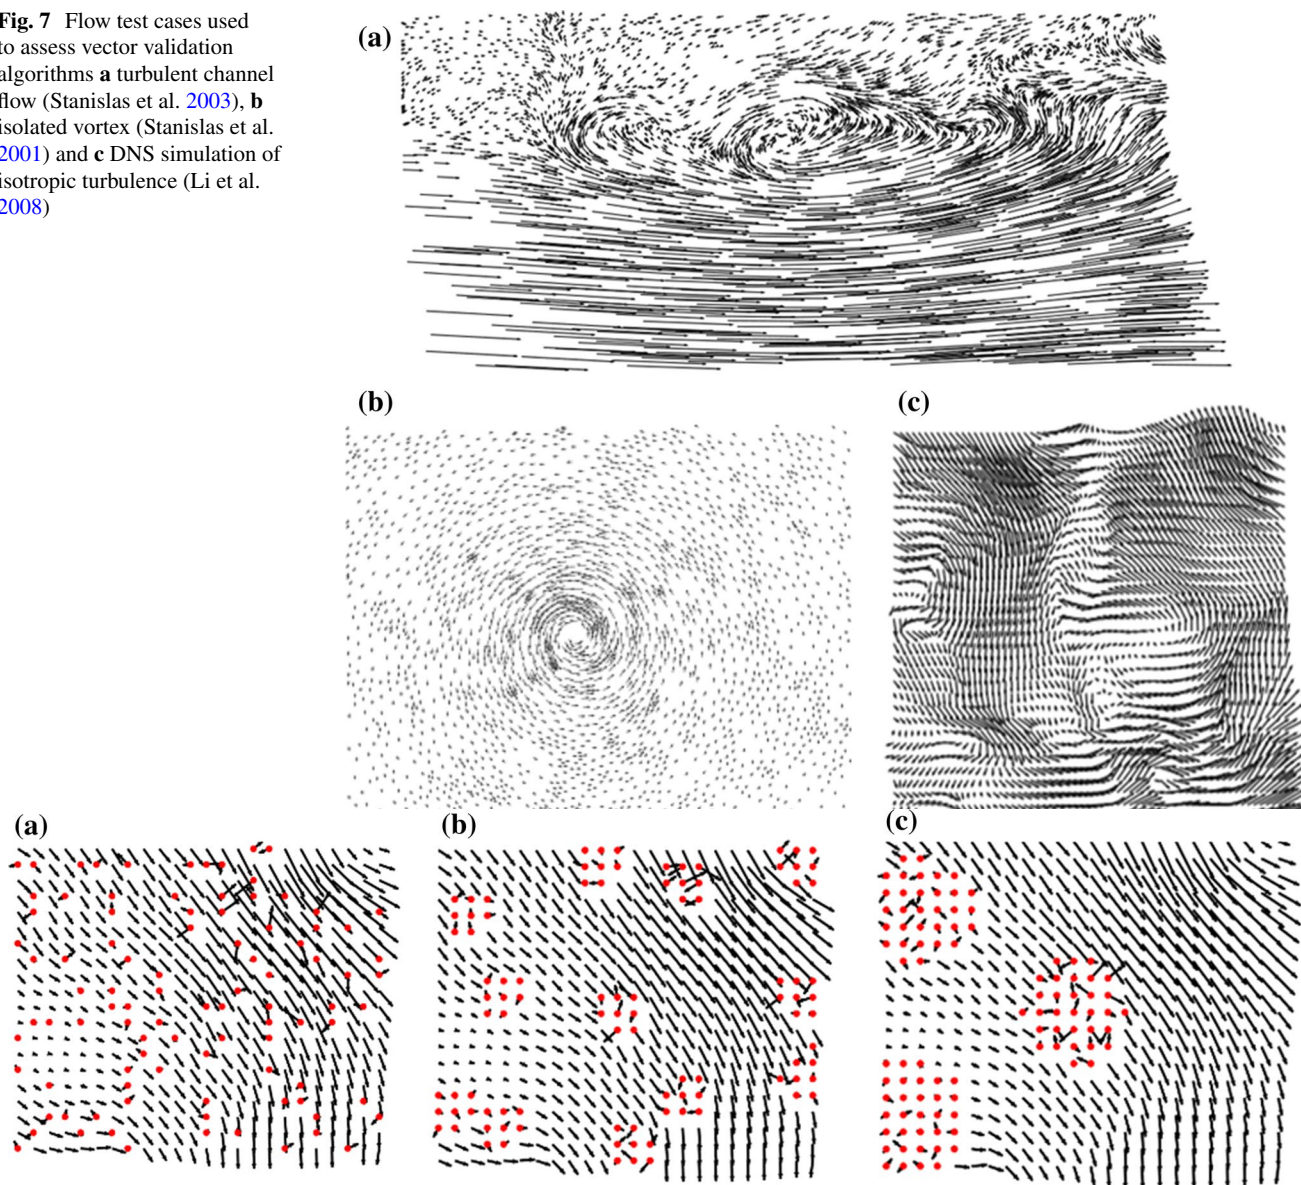 Fig. 7 Flow test cases used
to assess vector validation
algorithms a turbulent channel
flow (Stanislas et al. 2003), b
isolated vortex (Stanislas et al.
2001) and c DNS simulation of
isotropic turbulence (Li et al.
2008)
(a)
(b)
(c)
(a)
(b)
(c)